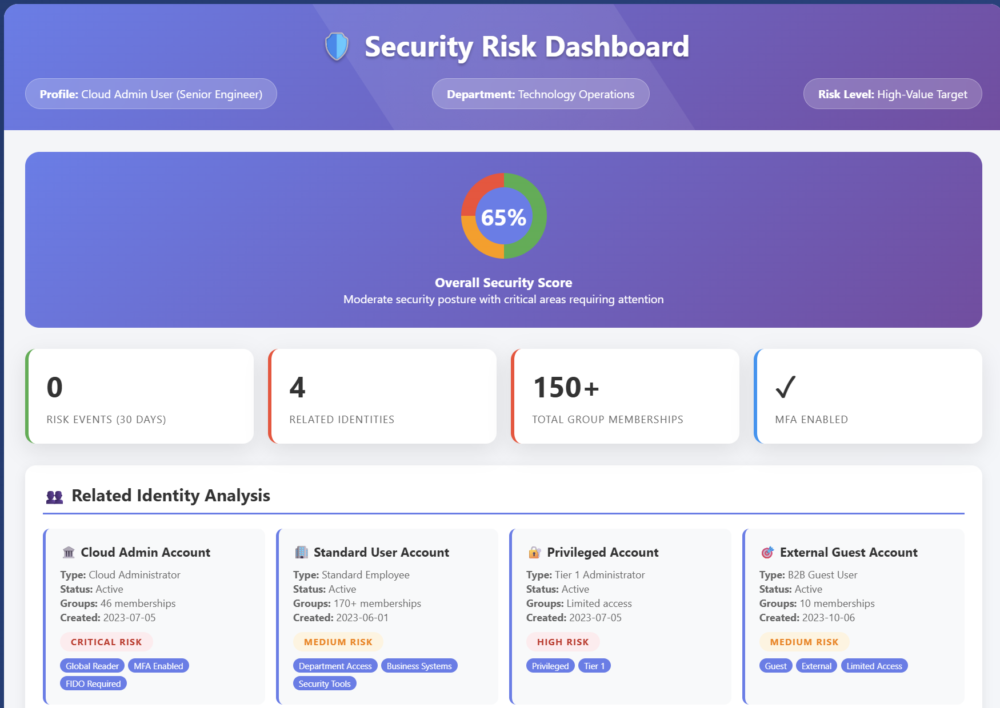 Security Risk Dashboard
Profile: Cloud Admin User (Senior Engineer)
Department: Technology Operations
Risk Level: High-Value Target
65%
Overall Security Score
Moderate security posture with critical areas requiring attention
0
RISK EVENTS (30 DAYS)
4
RELATED IDENTITIES
150+
TOTAL GROUP MEMBERSHIPS
✓
MFA ENABLED
Related Identity Analysis
Cloud Admin Account
Type: Cloud Administrator
Status: Active
Groups: 46 memberships
Created: 2023-07-05
CRITICAL RISK
Global Reader
MFA Enabled
FIDO Required
Standard User Account
Type: Standard Employee
Status: Active
Groups: 170+ memberships
Created: 2023-06-01
MEDIUM RISK
Department Access
Business Systems
Security Tools
Privileged Account
Type: Tier 1 Administrator
Status: Active
Groups: Limited access
Created: 2023-07-05
HIGH RISK
Privileged
Tier 1
External Guest Account
Type: B2B Guest User
Status: Active
Groups: 10 memberships
Created: 2023-10-06
MEDIUM RISK
Guest
External
Limited Access